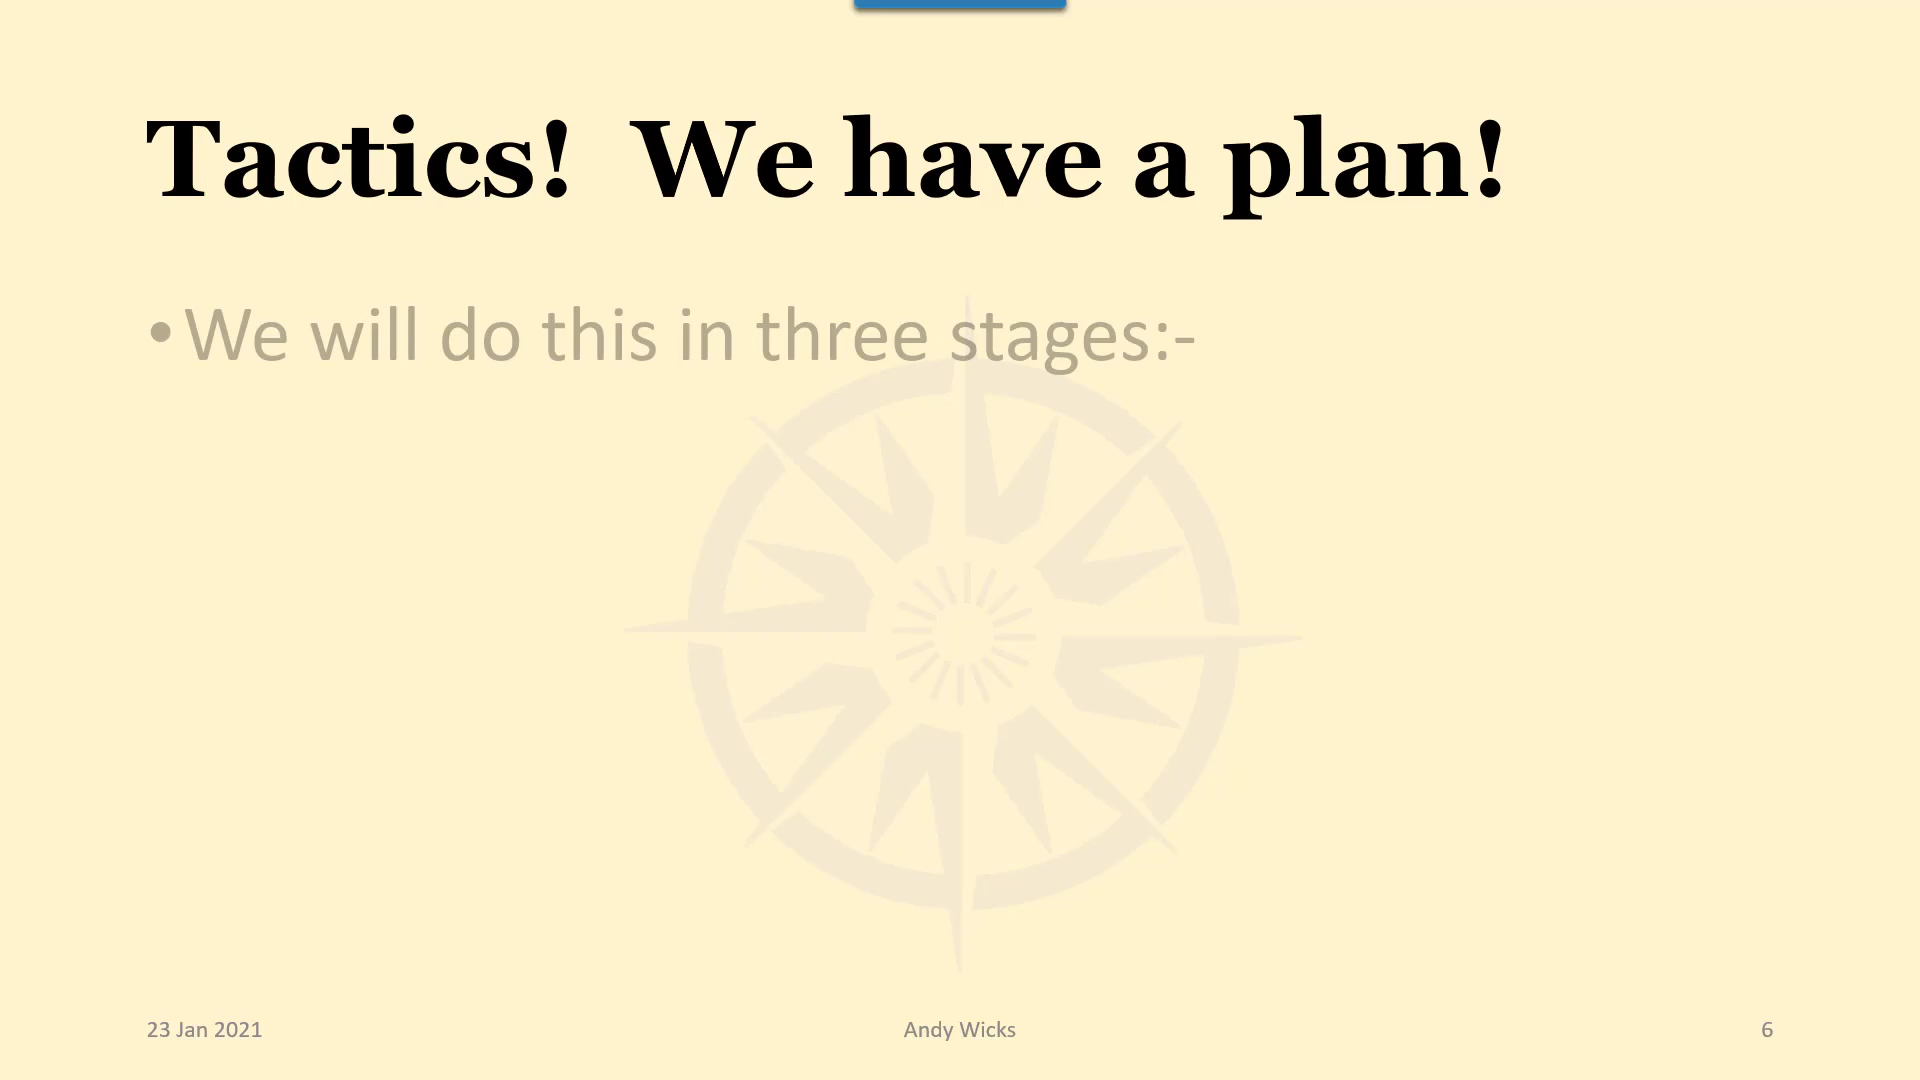 Tactics!  We have a plan!
•We will do this in three stages:-
23 Jan 2021
Andy Wicks
6